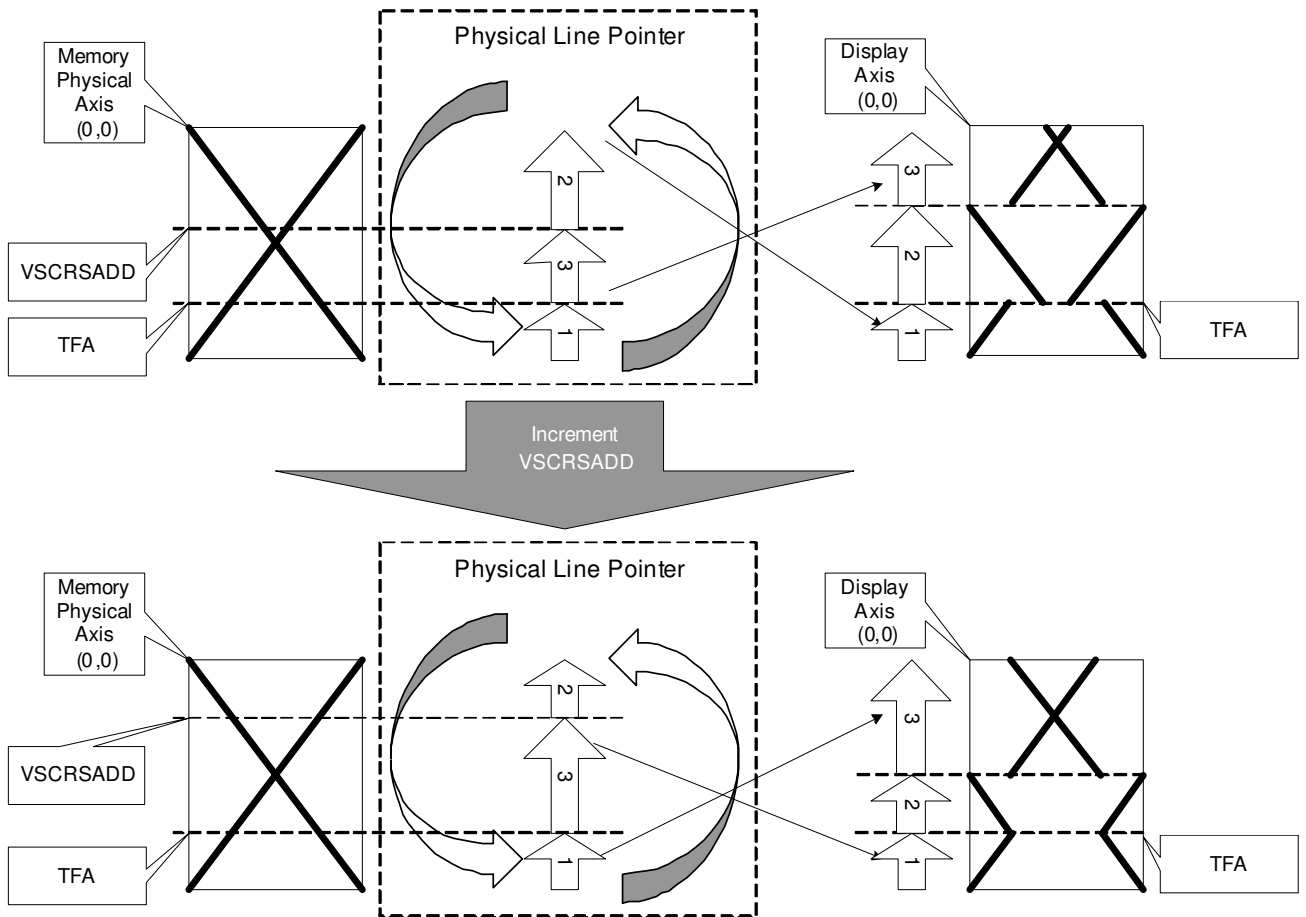 Physical Line Pointer
Memory
Physical
Axis
(0,0)
Display
Axis
(0,0)
2
3
1
3
2
1
VSCRSADD
TFA
TFA
Increment
VSCRSADD
Physical Line Pointer
Memory
Physical
Axis
(0,0)
Display
Axis
(0,0)
2
3
1
3
2
1
VSCRSADD
TFA
TFA